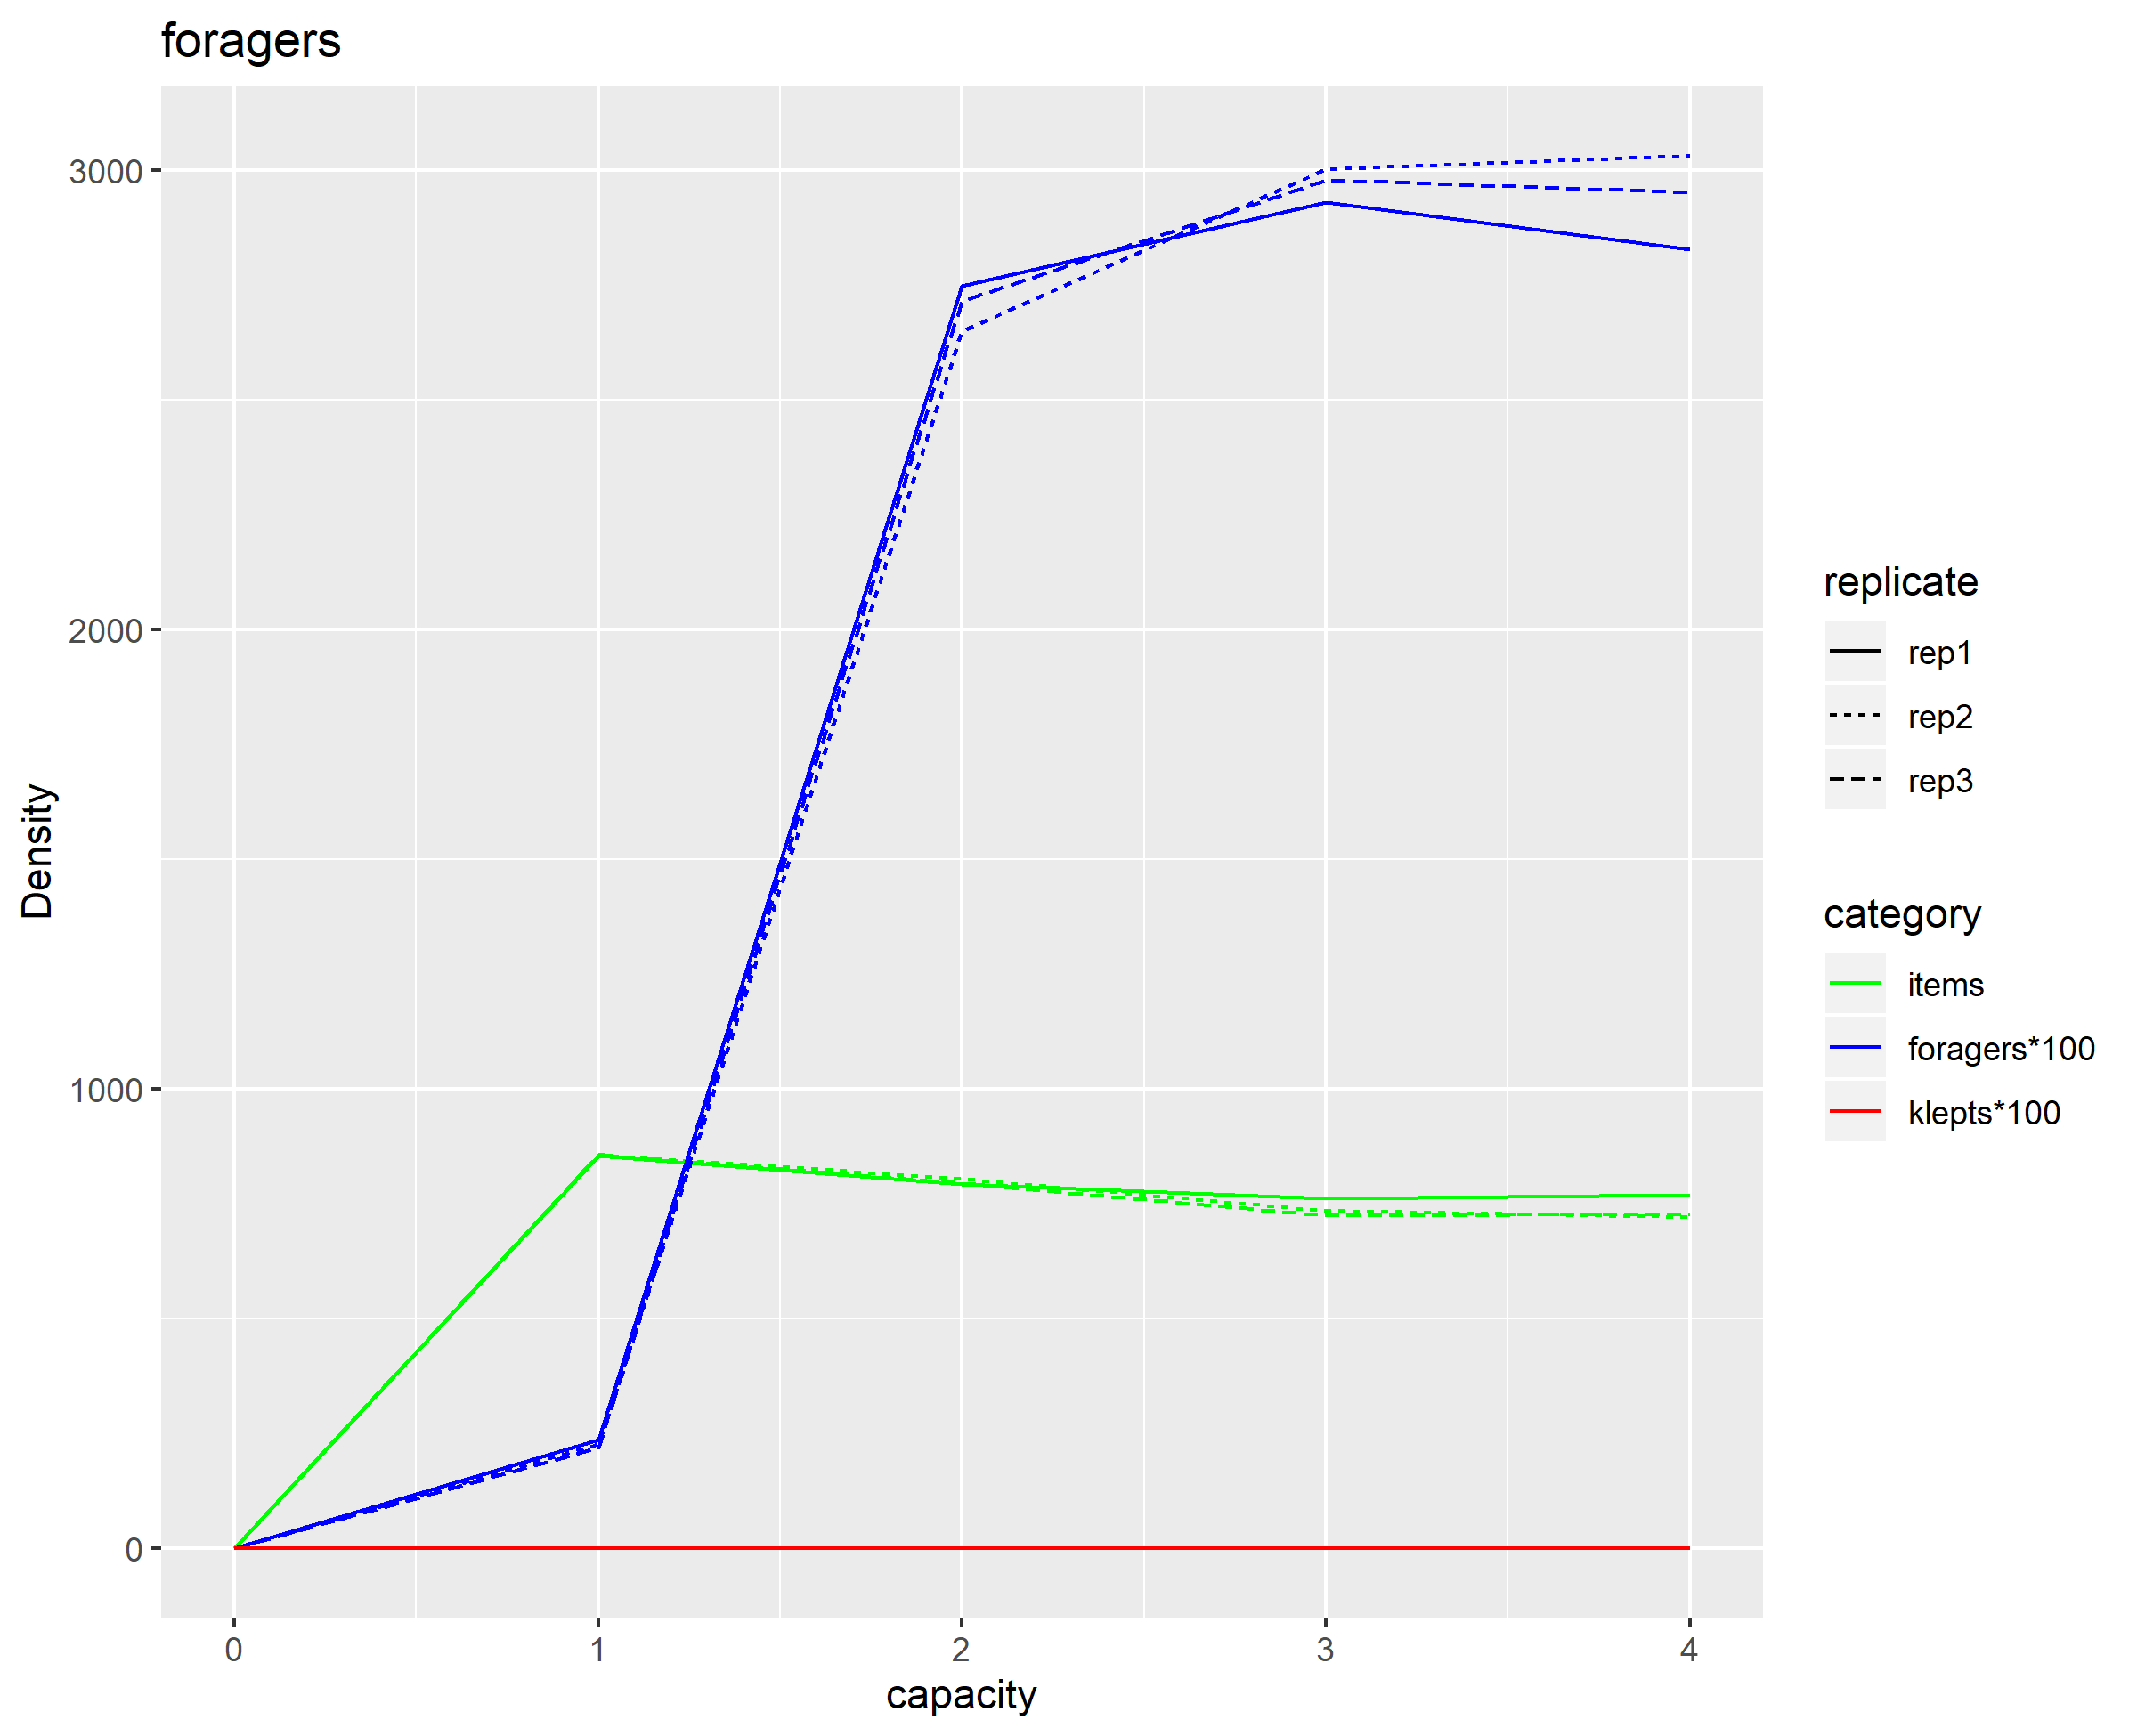 foragers
3000
2000
1000
0
Density
0 1 2 3 4
capacity
replicate
rep1
rep2
rep3
category
items
foragers*100
klepts*100